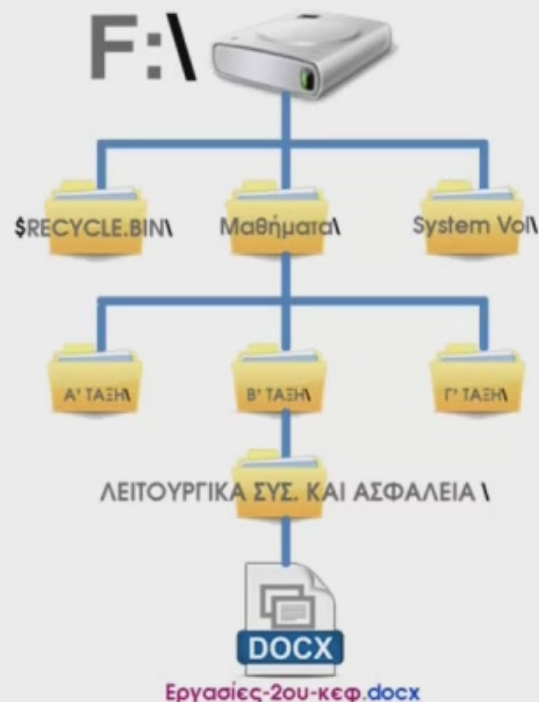 F:\
$RECYCLE.BIN\ Μαθήματα\ System Vol\
Α' ΤΑΞΗ\ Β' ΤΑΞΗ\ Γ' ΤΑΞΗ\
ΛΕΙΤΟΥΡΓΙΚΑ ΣΥΣ. ΚΑΙ ΑΣΦΑΛΕΙΑ \
DOCX
Εργασίες-2ου-κεφ.docx